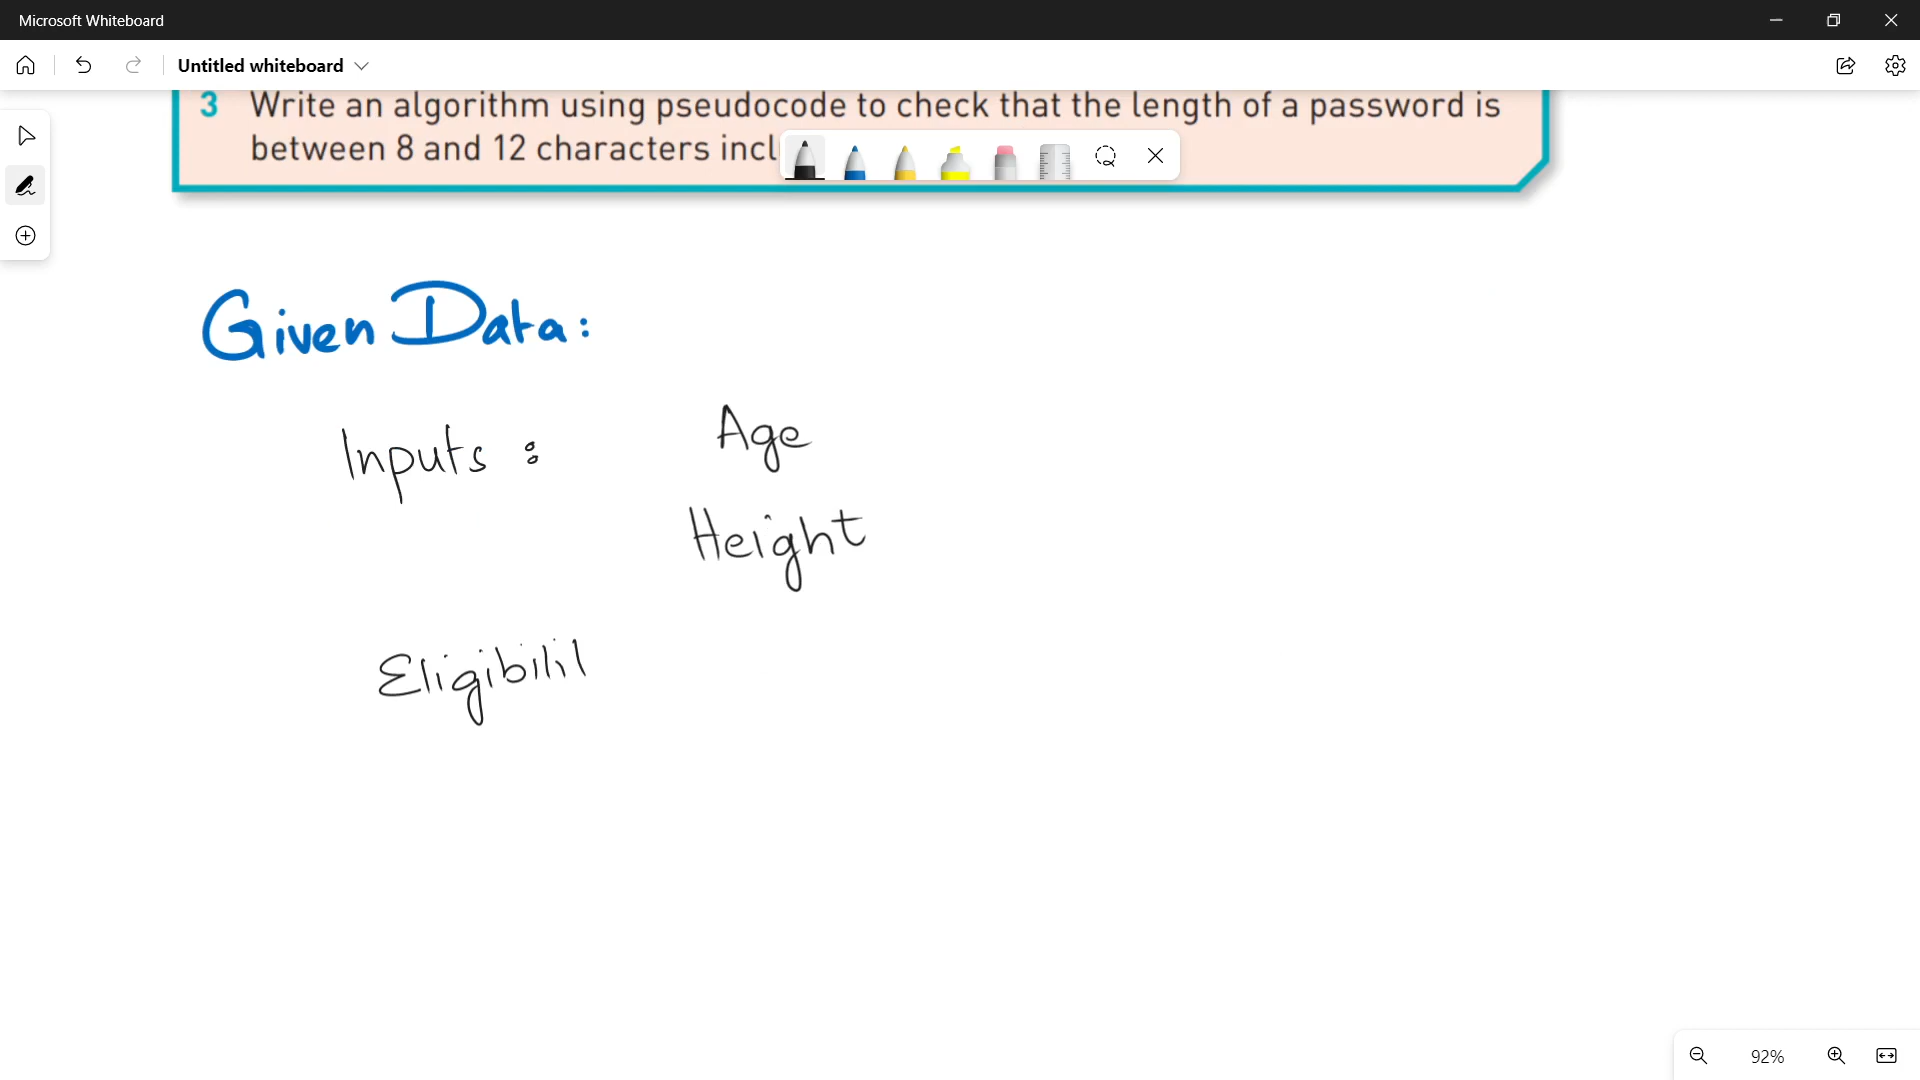 Microsoft Whiteboard
Untitled whiteboard
3 Write an algorithm using pseudocode to check that the length of a password is
between 8 and 12 characters incl
Given Data:
Inputs : Age
Height
Eligibilil
92%